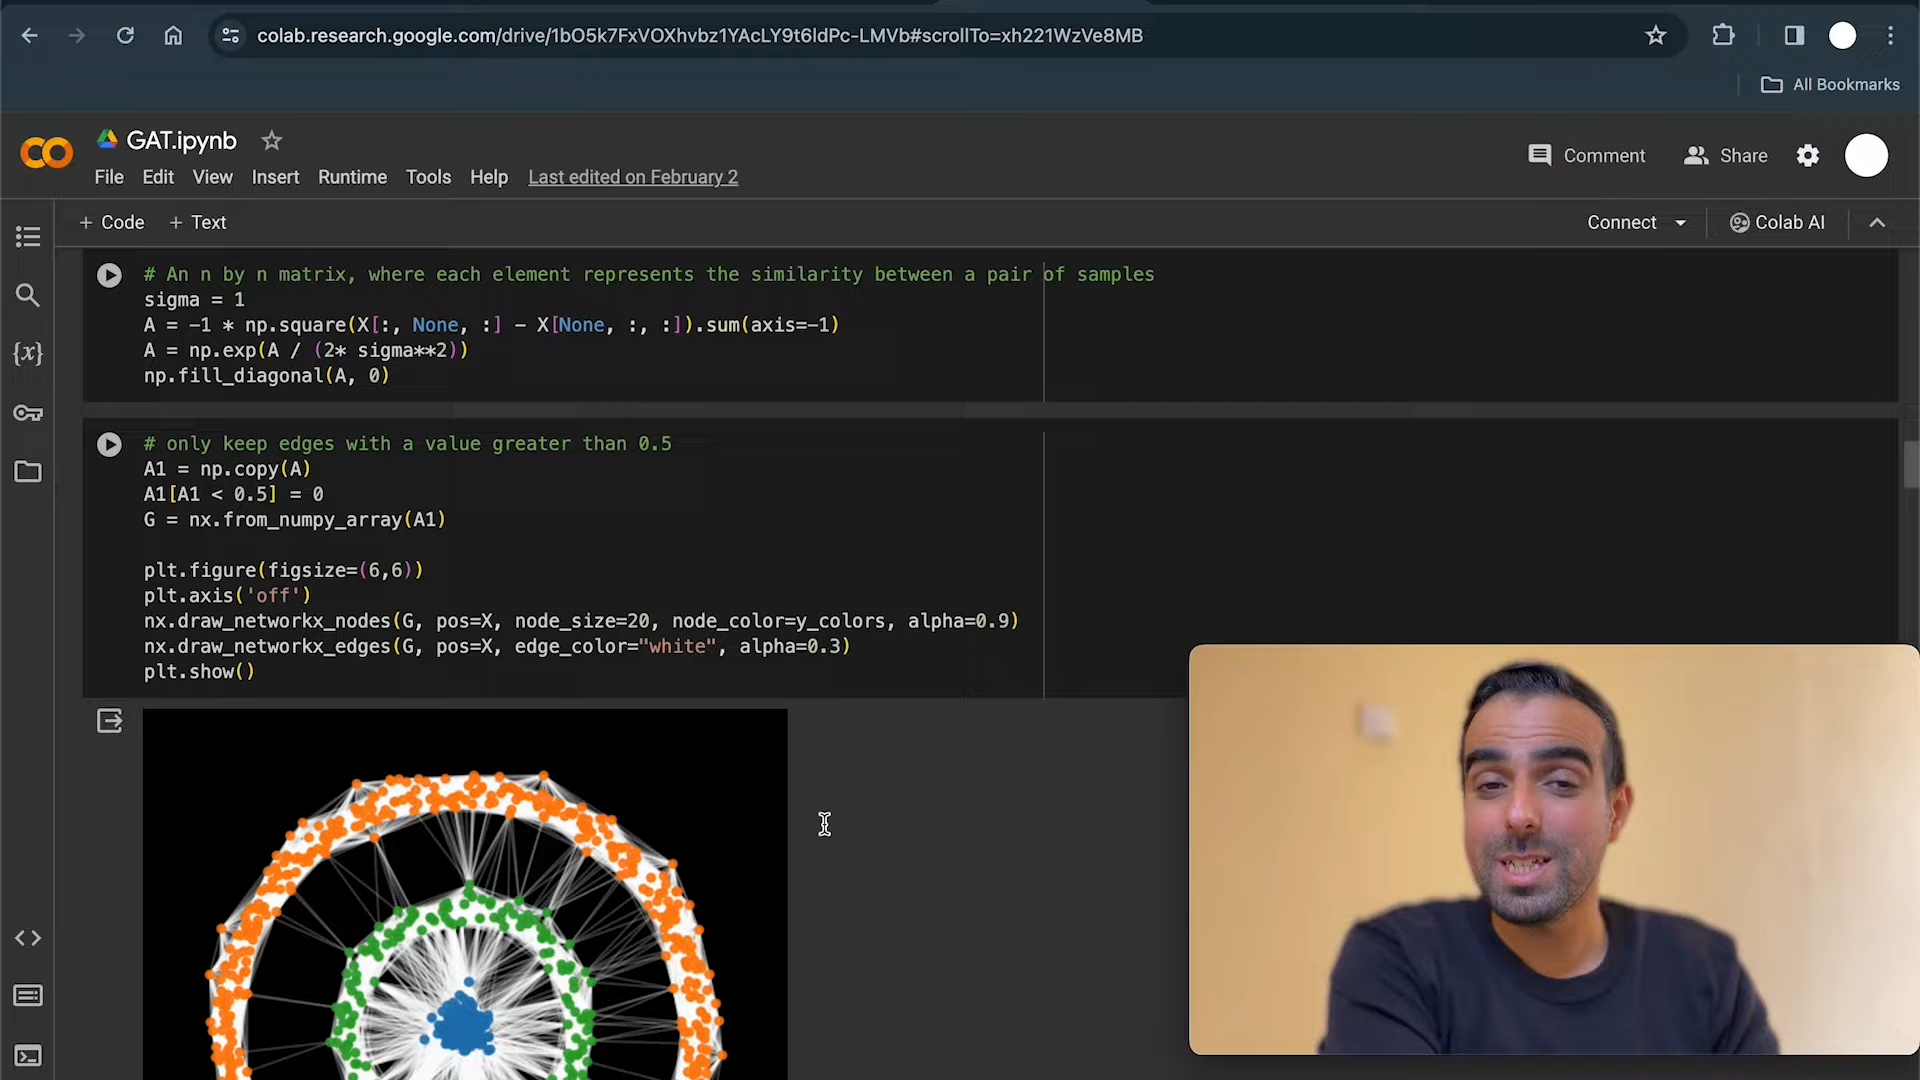 colab.research.google.com/drive/1bO5k7FxVOXhvbz1YAcLY9t6ldPc-LMVb#scrollTo=xh221WzVe8MB
All Bookmarks
GAT.ipynb
Comment
Share
File Edit View Insert Runtime Tools Help Last edited on February 2
+ Code + Text
Connect
Colab AI
# An n by n matrix, where each element represents the similarity between a pair of samples
sigma = 1
A = -1 * np.square(X[:, None, :] - X[None, :, :]).sum(axis=-1)
A = np.exp(A / (2* sigma**2))
np.fill_diagonal(A, 0)
# only keep edges with a value greater than 0.5
A1 = np.copy(A)
A1[A1 < 0.5] = 0
G = nx.from_numpy_array(A1)
plt.figure(figsize=(6,6))
plt.axis('off')
nx.draw_networkx_nodes(G, pos=X, node_size=20, node_color=y_colors, alpha=0.9)
nx.draw_networkx_edges(G, pos=X, edge_color="white", alpha=0.3)
plt.show()